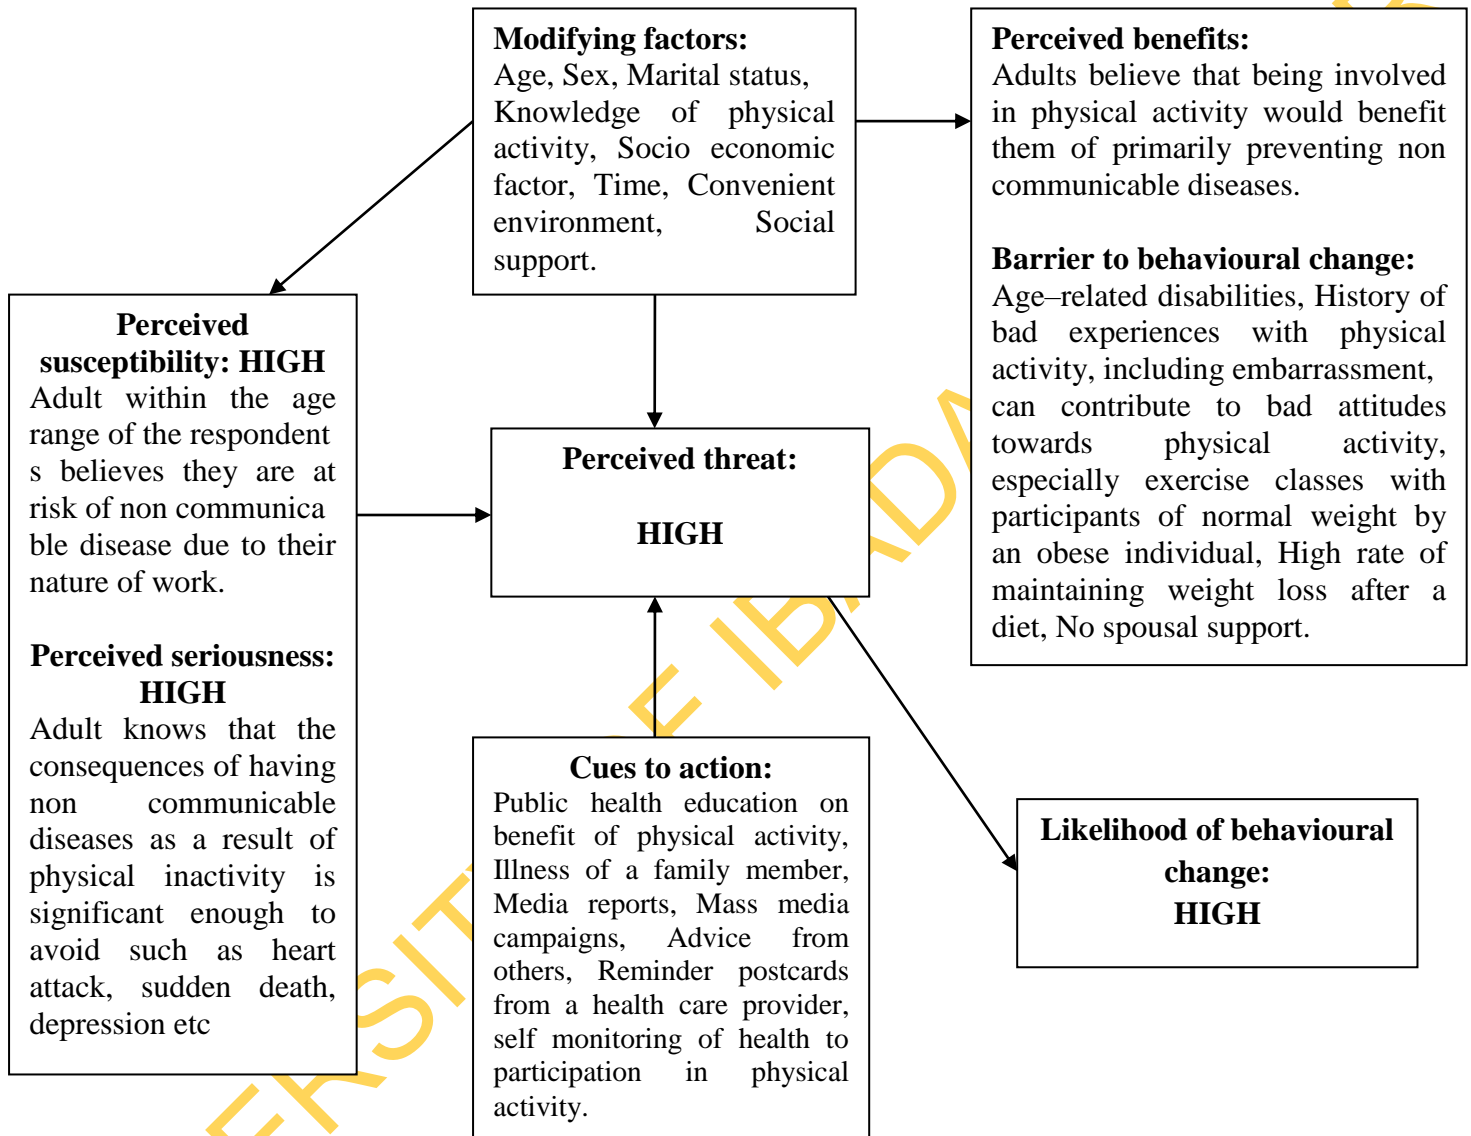 Modifying factors:
Age, Sex, Marital status,
Knowledge of physical
activity, Socio economic
factor, Time, Convenient
environment, Social
support.
Perceived benefits:
Adults believe that being involved
in physical activity would benefit
them of primarily preventing non
communicable diseases.
Barrier to behavioural change:
Age–related disabilities, History of
bad experiences with physical
activity, including embarrassment,
can contribute to bad attitudes
towards physical activity,
especially exercise classes with
participants of normal weight by
an obese individual, High rate of
maintaining weight loss after a
diet, No spousal support.
Perceived
susceptibility: HIGH
Adult within the age
range of the respondent
s believes they are at
risk of non communica
ble disease due to their
nature of work.
Perceived seriousness:
HIGH
Adult knows that the
consequences of having
non communicable
diseases as a result of
physical inactivity is
significant enough to
avoid such as heart
attack, sudden death,
depression etc
Perceived threat:
HIGH
Cues to action:
Public health education on
benefit of physical activity,
Illness of a family member,
Media reports, Mass media
campaigns, Advice from
others, Reminder postcards
from a health care provider,
self monitoring of health to
participation in physical
activity.
Likelihood of behavioural
change:
HIGH